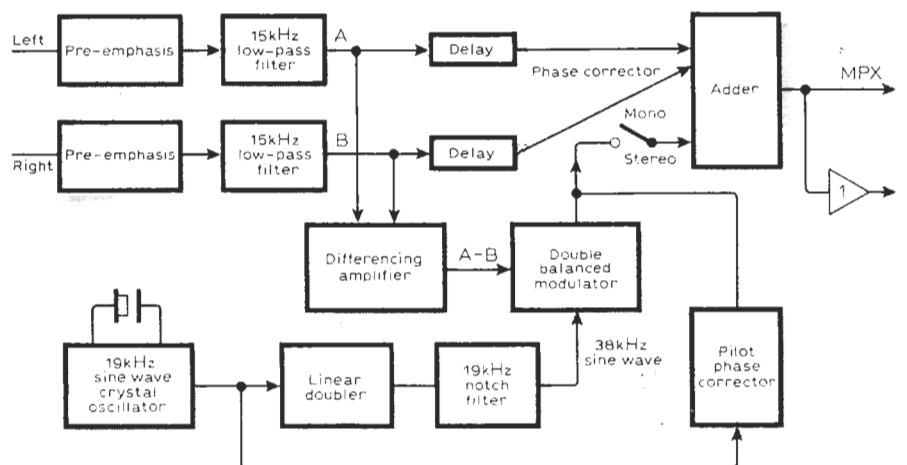 Left
Pre-emphasis
15kHz
low-pass
filter
A
Delay
Phase corrector
Adder
MPX
Mono
Stereo
Right
Pre-emphasis
15kHz
low-pass
filter
B
Delay
1
Differencing
amplifier
A-B
Double
balanced
modulator
38kHz
sine wave
19kHz
sine wave
crystal
oscillator
Linear
doubler
19kHz
notch
filter
Pilot
phase
corrector